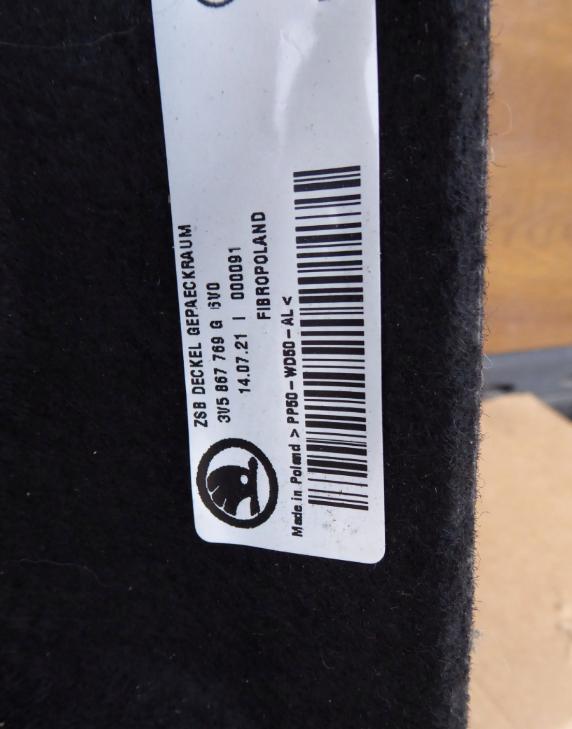 ZSB DECKEL GEPAECKRAUM
3V5 867 769 G 6V0
14.07.21 | 000091
FIBROPOLAND
Made in Poland > PP50-WD50-AL<